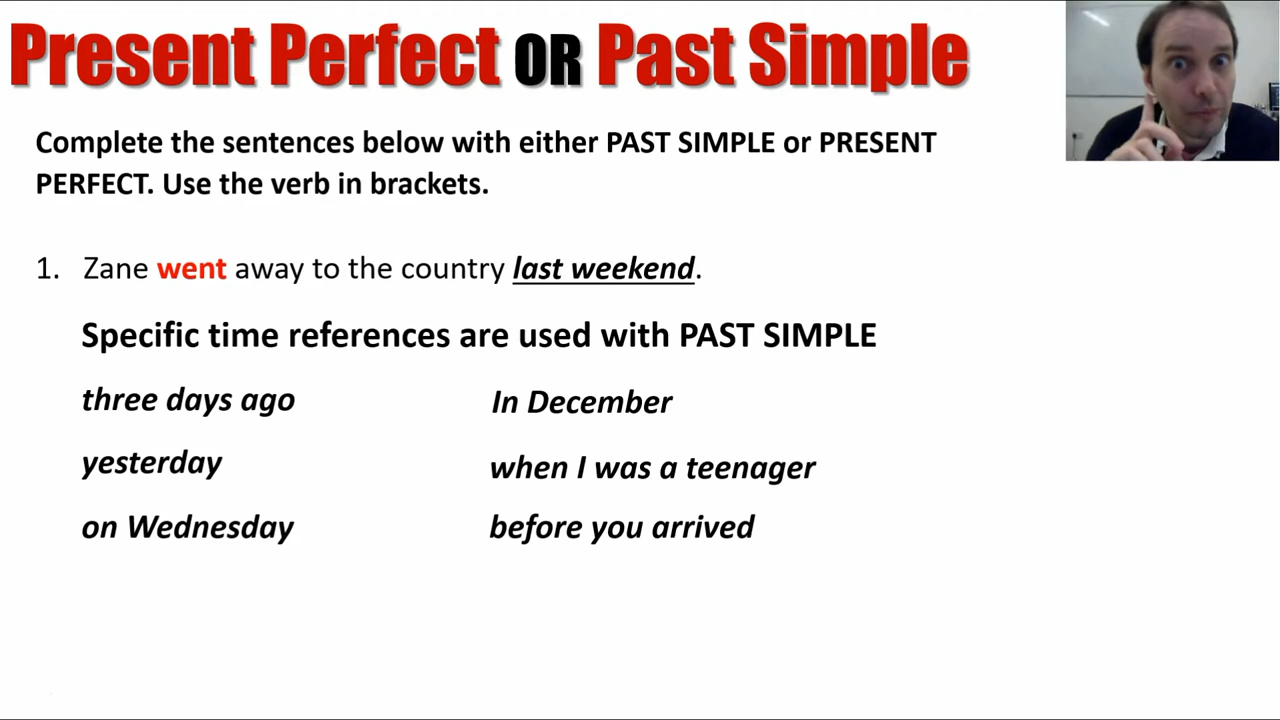 Present Perfect OR Past Simple
Complete the sentences below with either PAST SIMPLE or PRESENT
PERFECT. Use the verb in brackets.
1. Zane went away to the country last weekend.
Specific time references are used with PAST SIMPLE
three days ago
In December
yesterday
when I was a teenager
on Wednesday
before you arrived